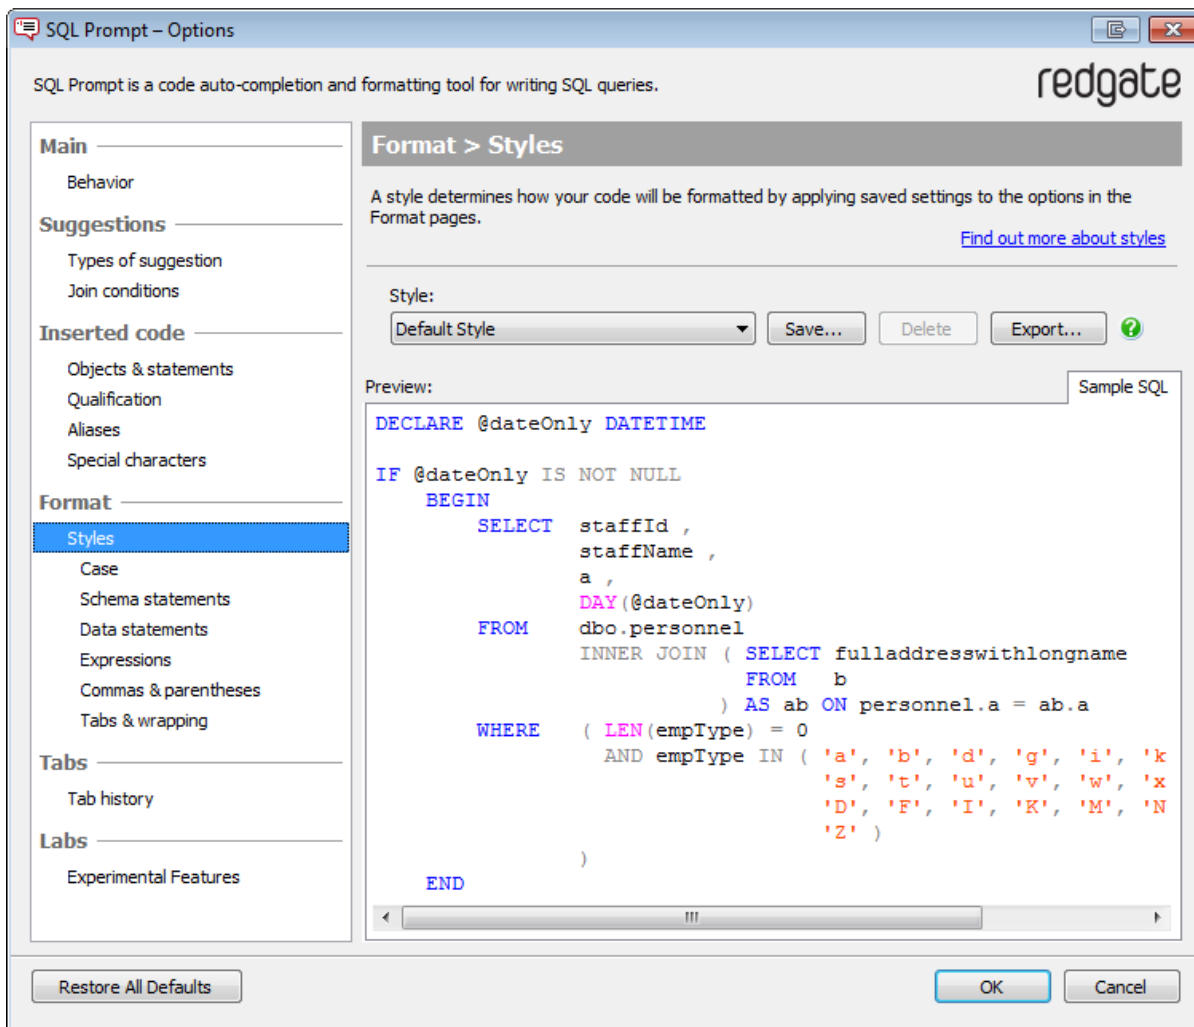 SQL Prompt – Options
SQL Prompt is a code auto-completion and formatting tool for writing SQL queries.
redgate
Main
Behavior
Suggestions
Types of suggestion
Join conditions
Inserted code
Objects & statements
Qualification
Aliases
Special characters
Format
Styles
Case
Schema statements
Data statements
Expressions
Commas & parentheses
Tabs & wrapping
Tabs
Tab history
Labs
Experimental Features
Format > Styles
A style determines how your code will be formatted by applying saved settings to the options in the
Format pages.
Find out more about styles
Style:
Default Style
Save...
Delete
Export...
?
Preview:
Sample SQL
DECLARE @dateOnly DATETIME
IF @dateOnly IS NOT NULL
BEGIN
SELECT staffId ,
staffName ,
a ,
DAY(@dateOnly)
FROM dbo.personnel
INNER JOIN ( SELECT fulladdresswithlongname
FROM b
) AS ab ON personnel.a = ab.a
WHERE ( LEN(empType) = 0
AND empType IN ( 'a', 'b', 'd', 'g', 'i', 'k
's', 't', 'u', 'v', 'w', 'x
'D', 'F', 'I', 'K', 'M', 'N
'Z' )
)
END
Restore All Defaults
OK
Cancel